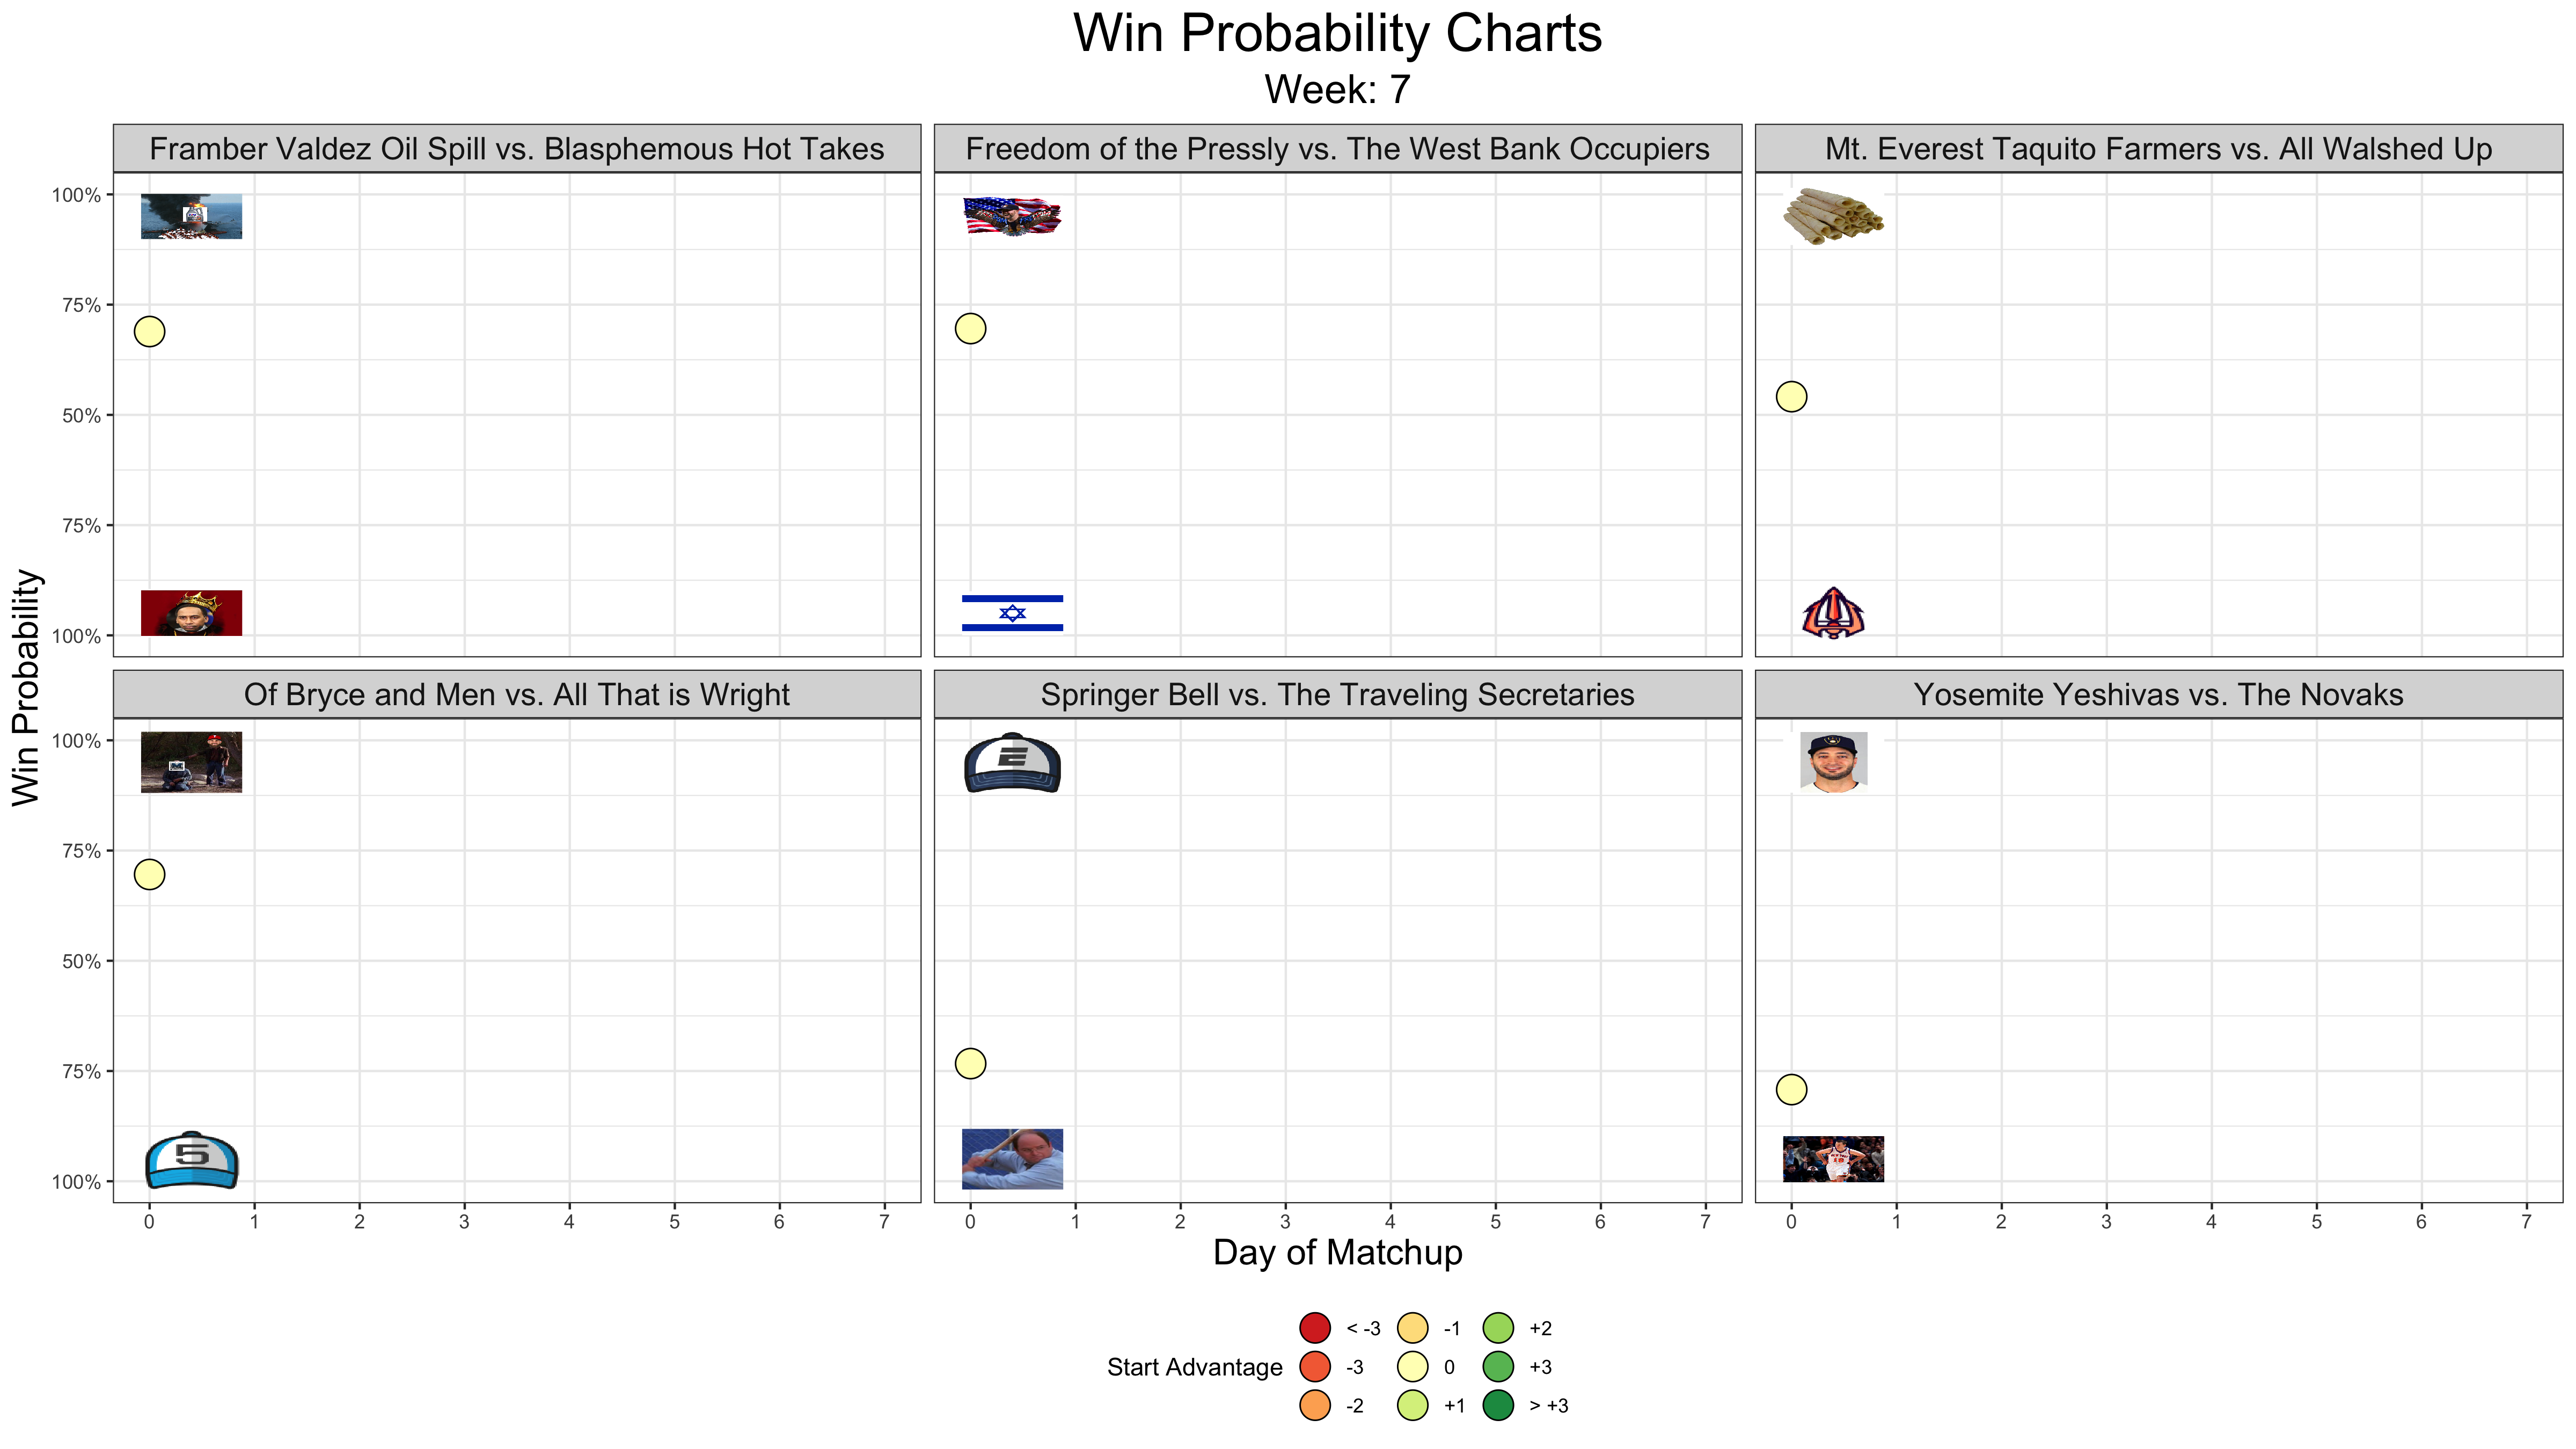 Win Probability Charts
Week: 7
Framber Valdez Oil Spill vs. Blasphemous Hot Takes
Freedom of the Pressly vs. The West Bank Occupiers
Mt. Everest Taquito Farmers vs. All Walshed Up
100%
75%
50%
75%
100%
Win Probability
Of Bryce and Men vs. All That is Wright
Springer Bell vs. The Traveling Secretaries
Yosemite Yeshivas vs. The Novaks
100%
75%
50%
75%
100%
5
0 1 2 3 4 5 6 7
0 1 2 3 4 5 6 7
0 1 2 3 4 5 6 7
Day of Matchup
Start Advantage
< -3 -1 +2
-3 0 +3
-2 +1 > +3